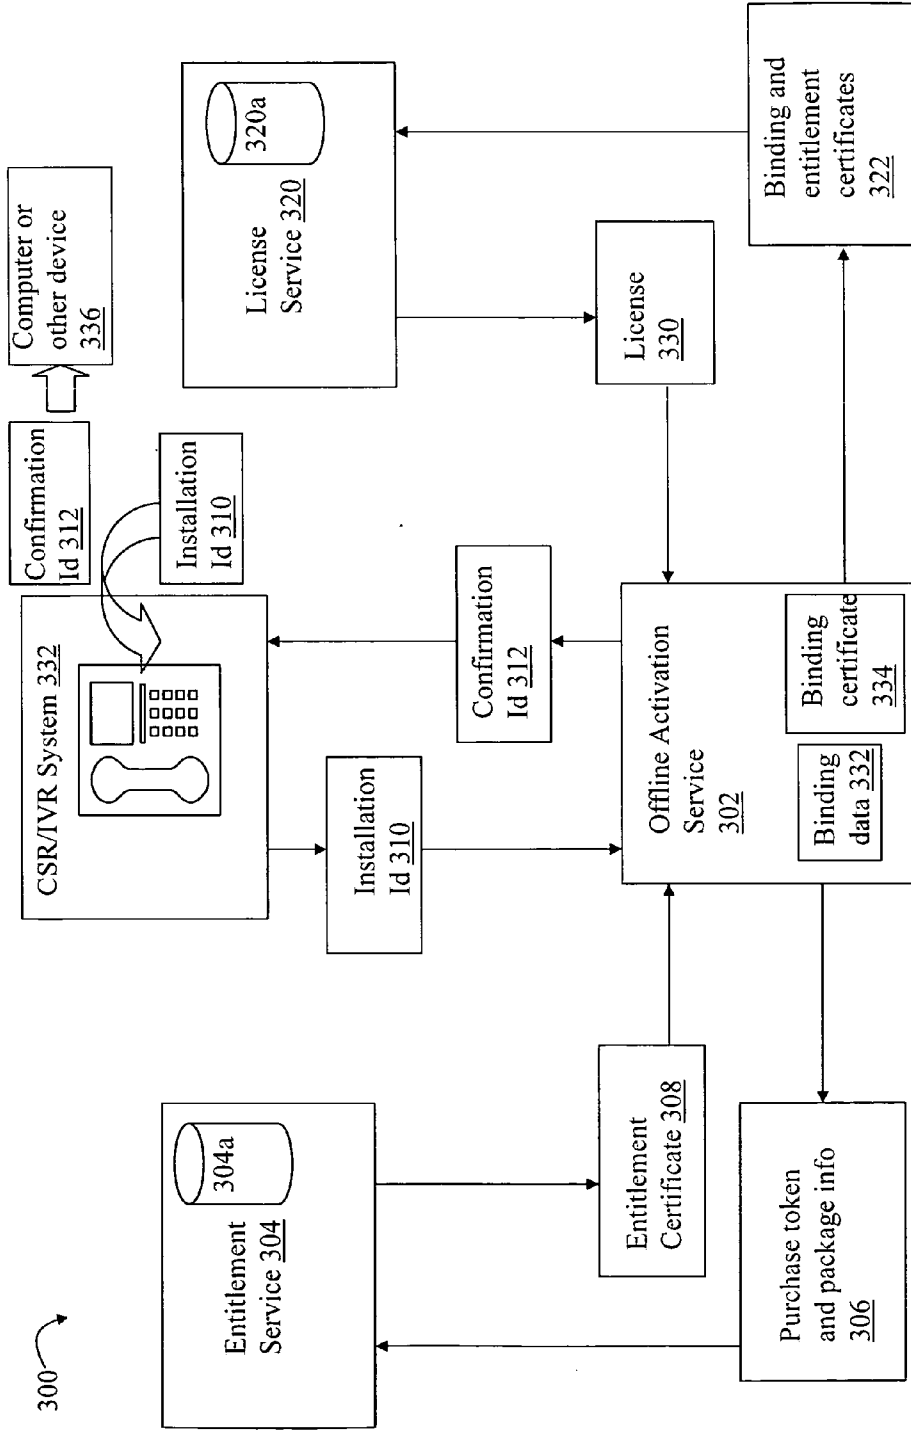 300
Entitlement
Service 304
304a
Purchase token
and package info
306
Entitlement
Certificate 308
CSR/IVR System 332
Installation
Id 310
Confirmation
Id 312
Offline Activation
Service
302
Binding
data 332
Binding
certificate
334
Confirmation
Id 312
Installation
Id 310
Computer or
other device
336
License
Service 320
320a
License
330
Binding and
entitlement
certificates
322